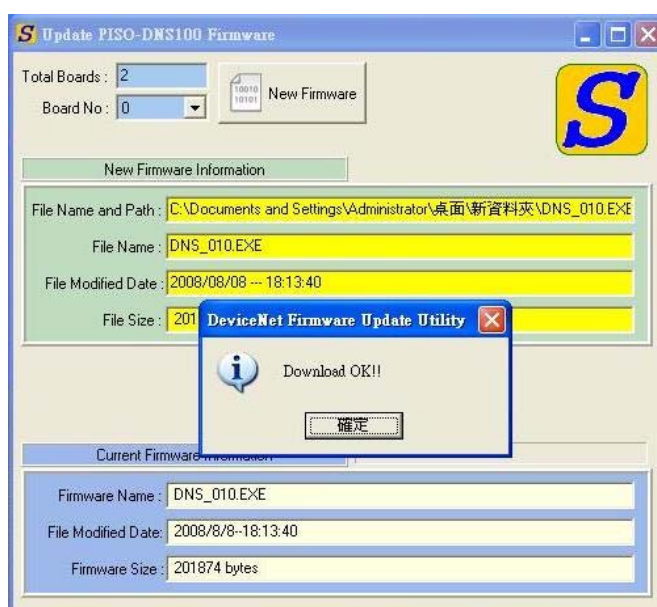 S Update PISO-DNS100 Firmware
Total Boards : 2
Board No : 0
10010
10101
New Firmware
S
New Firmware Information
File Name and Path : C:\Documents and Settings\Administrator\桌面\新資料夾\DNS_010.EXE
File Name : DNS_010.EXE
File Modified Date : 2008/08/08 --- 18:13:40
File Size : 201
DeviceNet Firmware Update Utility
Download OK!!
確定
Current Firmware Information
Firmware Name : DNS_010.EXE
File Modified Date: 2008/8/8--18:13:40
Firmware Size : 201874 bytes